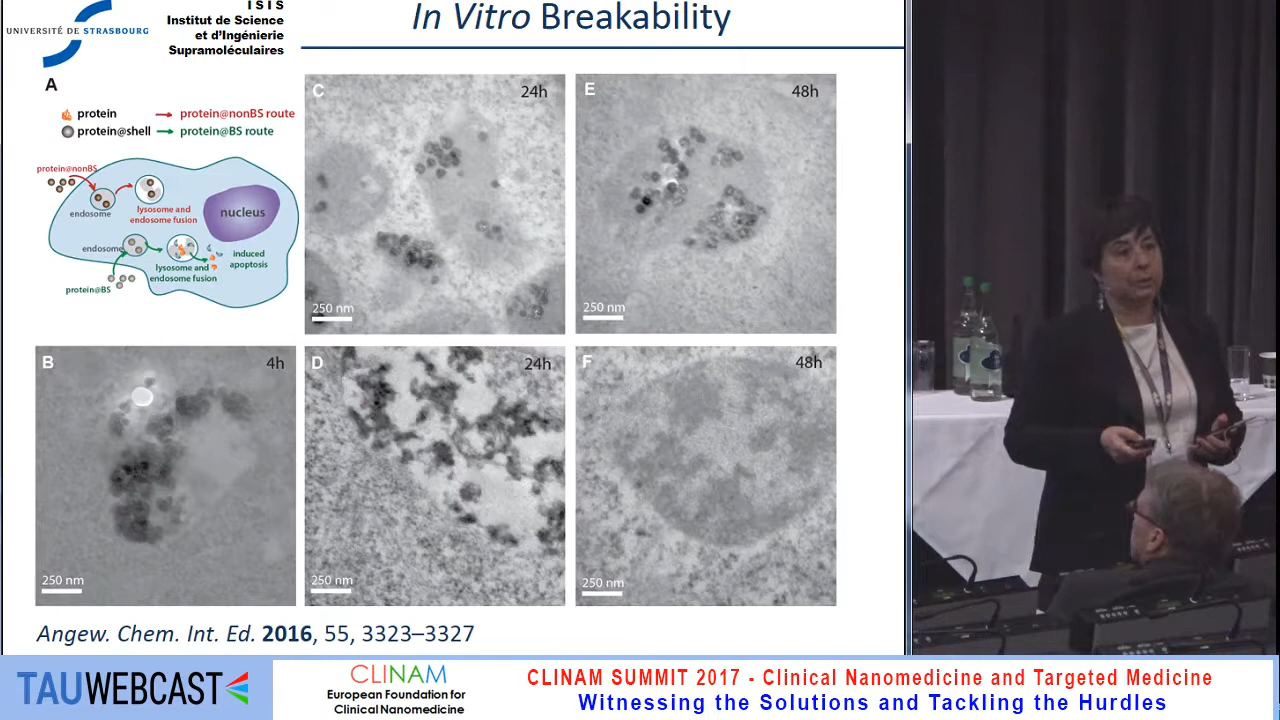 UNIVERSITÉ DE STRASBOURG
ISIS
Institut de Science
et d'Ingénierie
Supramoléculaires
In Vitro Breakability
A
protein
protein@nonBS route
protein@shell
protein@BS route
protein@nonBS
endosome
lysosome and
endosome fusion
nucleus
endosome
lysosome and
endosome fusion
induced
apoptosis
protein@BS
C
24h
250 nm
E
48h
250 nm
B
4h
250 nm
D
24h
250 nm
F
48h
250 nm
Angew. Chem. Int. Ed. 2016, 55, 3323–3327
TAUWEBCAST
CLINAM
European Foundation for
Clinical Nanomedicine
CLINAM SUMMIT 2017 - Clinical Nanomedicine and Targeted Medicine
Witnessing the Solutions and Tackling the Hurdles